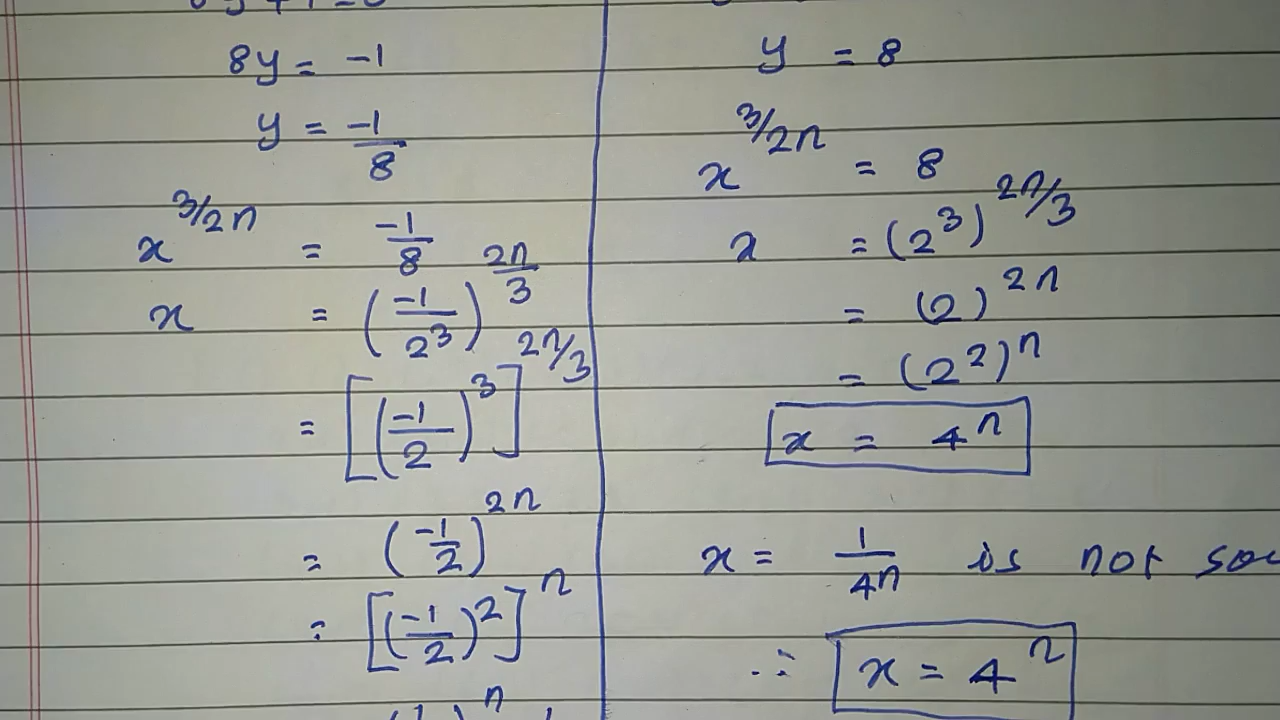 8y = -1
y = -1/8
x^(3/2n) = -1/8
x = (-1/2^3)^(2n/3)
= [(-1/2)^3]^(2n/3)
= (-1/2)^(2n)
= [(-1/2)^2]^n
y = 8
x^(3/2n) = 8
x = (2^3)^(2n/3)
= (2)^(2n)
= (2^2)^n
x = 4^n
x = 1/4^n is not
∴ x = 4^n